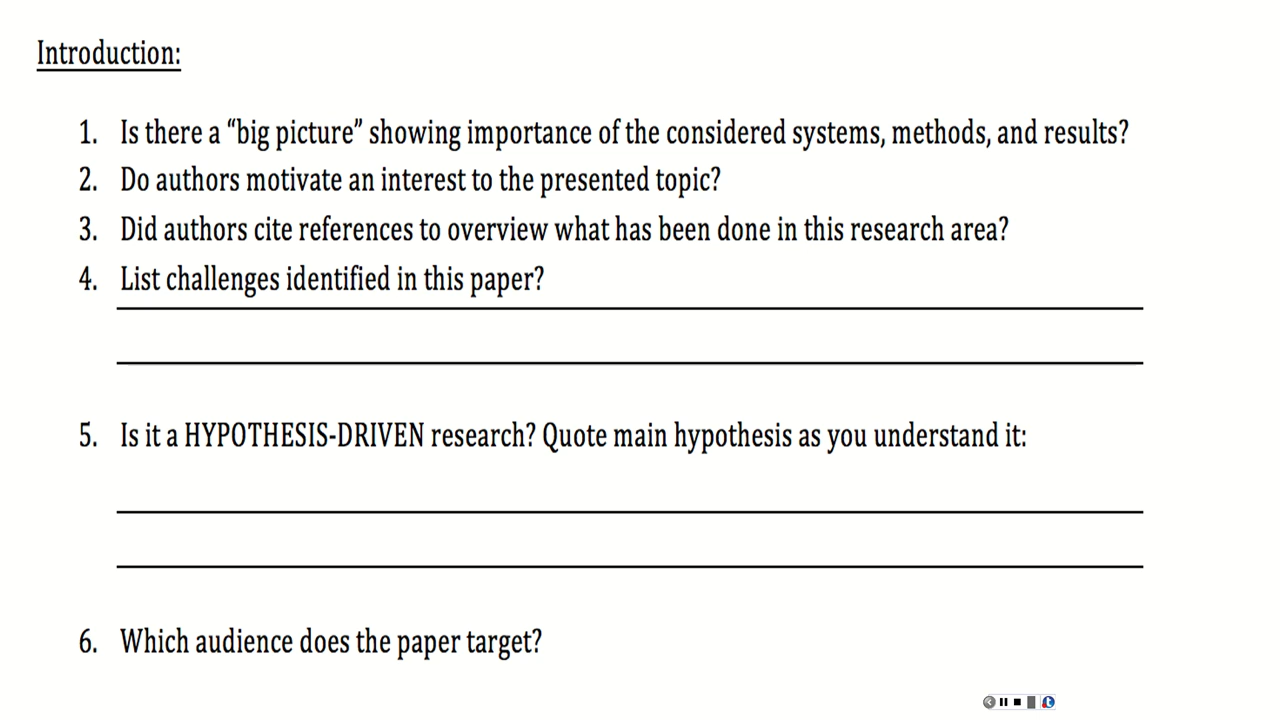 Introduction:
1. Is there a “big picture” showing importance of the considered systems, methods, and results?
2. Do authors motivate an interest to the presented topic?
3. Did authors cite references to overview what has been done in this research area?
4. List challenges identified in this paper?
5. Is it a HYPOTHESIS-DRIVEN research? Quote main hypothesis as you understand it:
6. Which audience does the paper target?